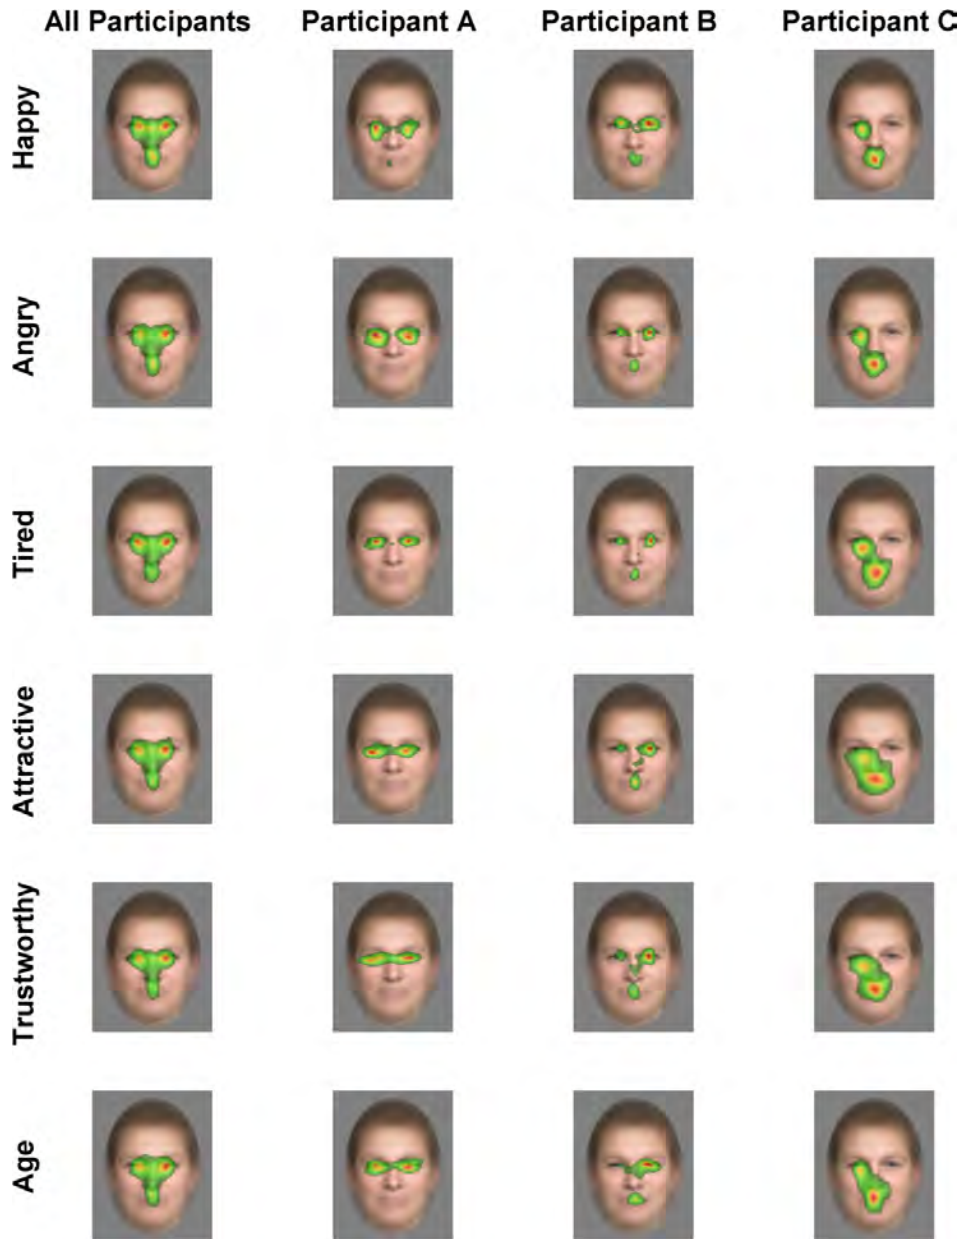 All Participants Participant A Participant B Participant C
Happy
Angry
Tired
Attractive
Trustworthy
Age